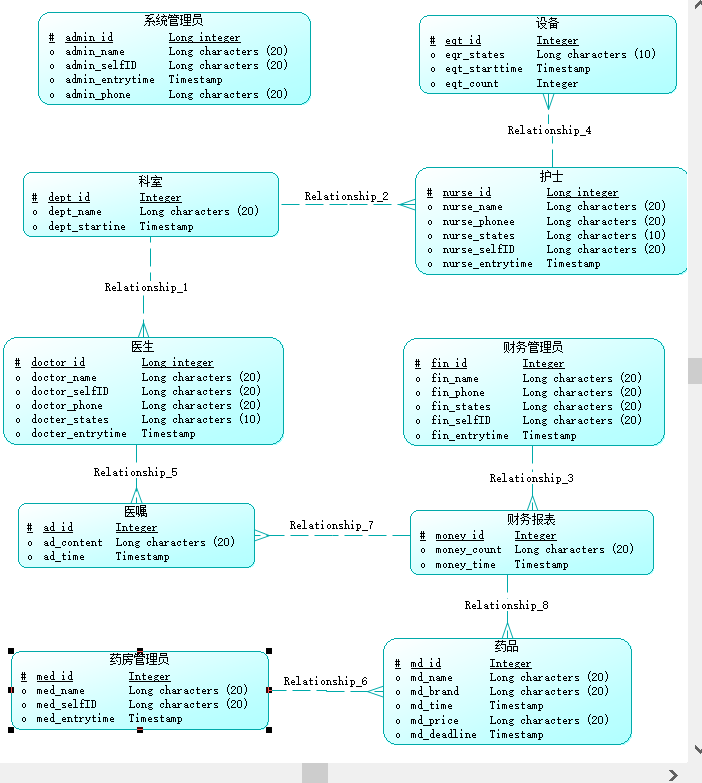 系统管理员
# admin_id Long integer
o admin_name Long characters (20)
o admin_selfID Long characters (20)
o admin_entrytime Timestamp
o admin_phone Long characters (20)
设备
# eqt_id Integer
o eqr_states Long characters (10)
o eqt_starttime Timestamp
o eqt_count Integer
Relationship_4
科室
# dept_id Integer
o dept_name Long characters (20)
o dept_startine Timestamp
Relationship_2
护士
# nurse_id Long integer
o nurse_name Long characters (20)
o nurse_phonee Long characters (20)
o nurse_states Long characters (10)
o nurse_selfID Long characters (20)
o nurse_entrytime Timestamp
Relationship_1
医生
# doctor_id Long integer
o doctor_name Long characters (20)
o doctor_selfID Long characters (20)
o doctor_phone Long characters (20)
o docter_states Long characters (10)
o docter_entrytime Timestamp
财务管理员
# fin_id Integer
o fin_name Long characters (20)
o fin_phone Long characters (20)
o fin_states Long characters (20)
o fin_selfID Long characters (20)
o fin_entrytime Timestamp
Relationship_5
Relationship_3
医嘱
# ad_id Integer
o ad_content Long characters (20)
o ad_time Timestamp
Relationship_7
财务报表
# money_id Integer
o money_count Long characters (20)
o money_time Timestamp
Relationship_8
药房管理员
# med_id Integer
o med_name Long characters (20)
o med_selfID Long characters (20)
o med_entrytime Timestamp
Relationship_6
药品
# md_id Integer
o md_name Long characters (20)
o md_brand Long characters (20)
o md_time Timestamp
o md_price Long characters (20)
o md_deadline Timestamp